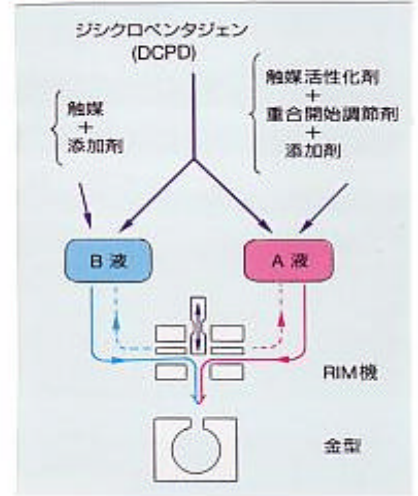 ジシクロペンタジェン
(DCPD)
触媒
+
添加剤
触媒活性化剤
+
重合開始調節剤
+
添加剤
B 液
A 液
RIM機
金型